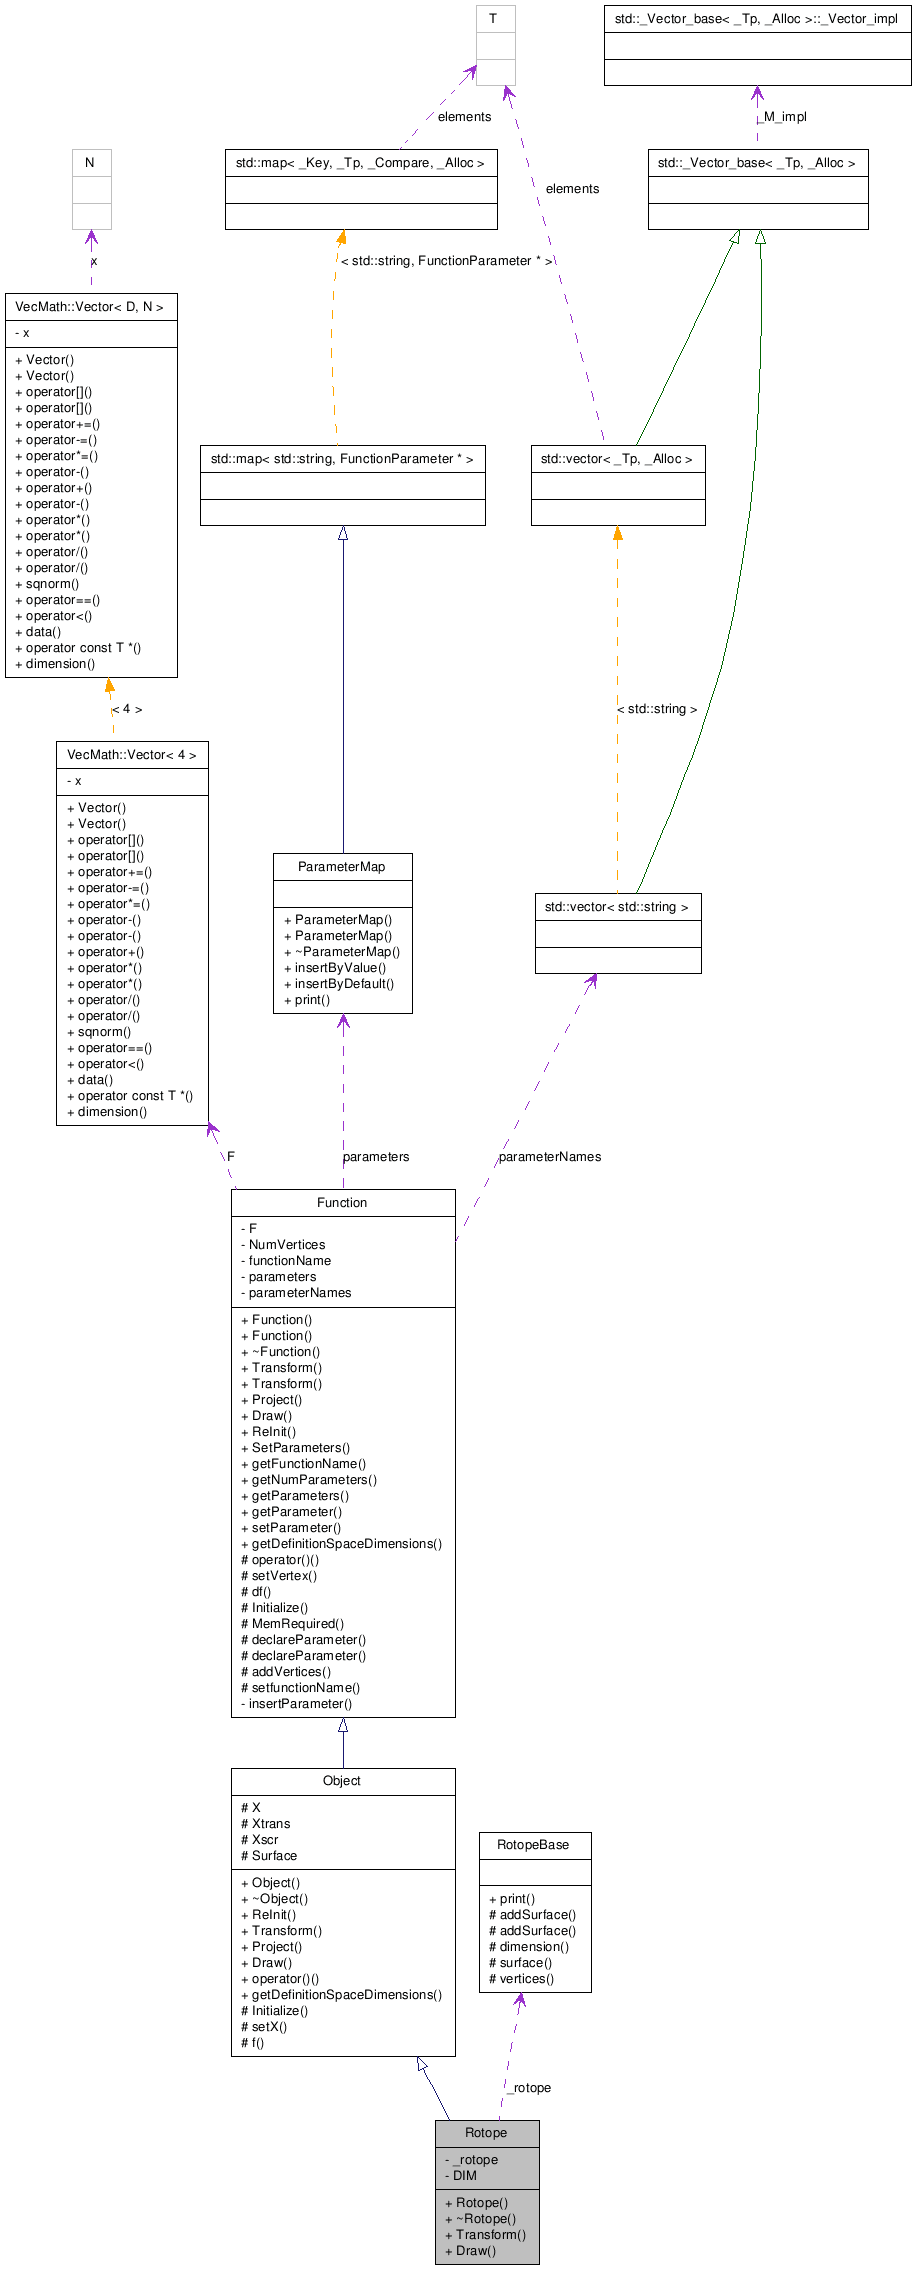 T
std::_Vector_base< _Tp, _Alloc >::_Vector_impl
elements
_M_impl
N
std::map< _Key, _Tp, _Compare, _Alloc >
std::_Vector_base< _Tp, _Alloc >
elements
x
< std::string, FunctionParameter * >
VecMath::Vector< D, N >
- x
+ Vector()
+ Vector()
+ operator[]()
+ operator[]()
+ operator+=()
+ operator-=()
+ operator*=()
+ operator-()
+ operator+()
+ operator-()
+ operator*()
+ operator*()
+ operator/()
+ operator/()
+ sqnorm()
+ operator==()
+ operator<()
+ data()
+ operator const T *()
+ dimension()
std::map< std::string, FunctionParameter * >
std::vector< _Tp, _Alloc >
< 4 >
< std::string >
VecMath::Vector< 4 >
- x
+ Vector()
+ Vector()
+ operator[]()
+ operator[]()
+ operator+=()
+ operator-=()
+ operator*=()
+ operator-()
+ operator-()
+ operator+()
+ operator*()
+ operator*()
+ operator/()
+ operator/()
+ sqnorm()
+ operator==()
+ operator<()
+ data()
+ operator const T *()
+ dimension()
ParameterMap
+ ParameterMap()
+ ParameterMap()
+ ~ParameterMap()
+ insertByValue()
+ insertByDefault()
+ print()
std::vector< std::string >
F
parameters
parameterNames
Function
- F
- NumVertices
- functionName
- parameters
- parameterNames
+ Function()
+ Function()
+ ~Function()
+ Transform()
+ Transform()
+ Project()
+ Draw()
+ ReInit()
+ SetParameters()
+ getFunctionName()
+ getNumParameters()
+ getParameters()
+ getParameter()
+ setParameter()
+ getDefinitionSpaceDimensions()
# operator()()
# setVertex()
# df()
# Initialize()
# MemRequired()
# declareParameter()
# declareParameter()
# addVertices()
# setfunctionName()
- insertParameter()
Object
# X
# Xtrans
# Xscr
# Surface
+ Object()
+ ~Object()
+ ReInit()
+ Transform()
+ Project()
+ Draw()
+ operator()()
+ getDefinitionSpaceDimensions()
# Initialize()
# setX()
# f()
RotopeBase
+ print()
# addSurface()
# addSurface()
# dimension()
# surface()
# vertices()
_rotope
Rotope
- _rotope
- DIM
+ Rotope()
+ ~Rotope()
+ Transform()
+ Draw()